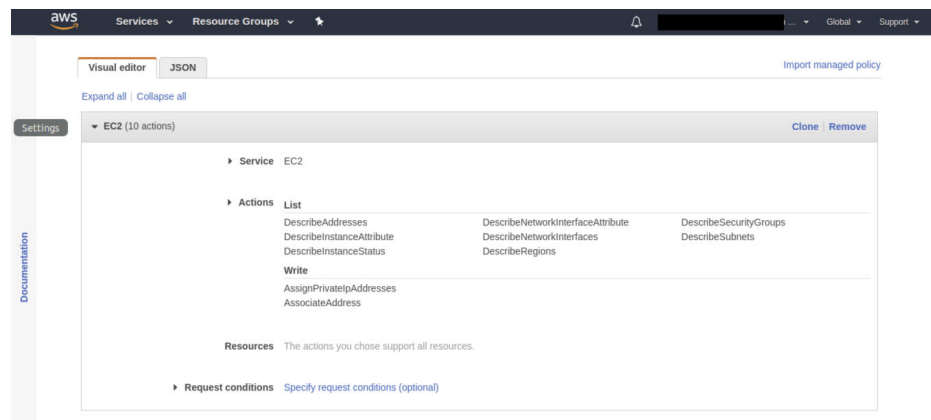 aws Services Resource Groups Global Support
Visual editor JSON Import managed policy
Expand all | Collapse all
Settings
EC2 (10 actions) Clone | Remove
Service EC2
Actions List
DescribeAddresses DescribeNetworkInterfaceAttribute DescribeSecurityGroups
DescribeInstanceAttribute DescribeNetworkInterfaces DescribeSubnets
DescribeInstanceStatus DescribeRegions
Write
AssignPrivateIpAddresses
AssociateAddress
Documentation
Resources The actions you chose support all resources.
Request conditions Specify request conditions (optional)